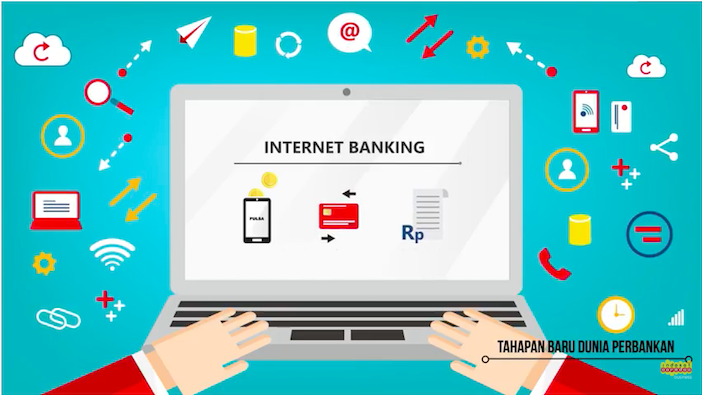 @
INTERNET BANKING
PULSA
Rp
TAHAPAN BARU DUNIA PERBANKAN